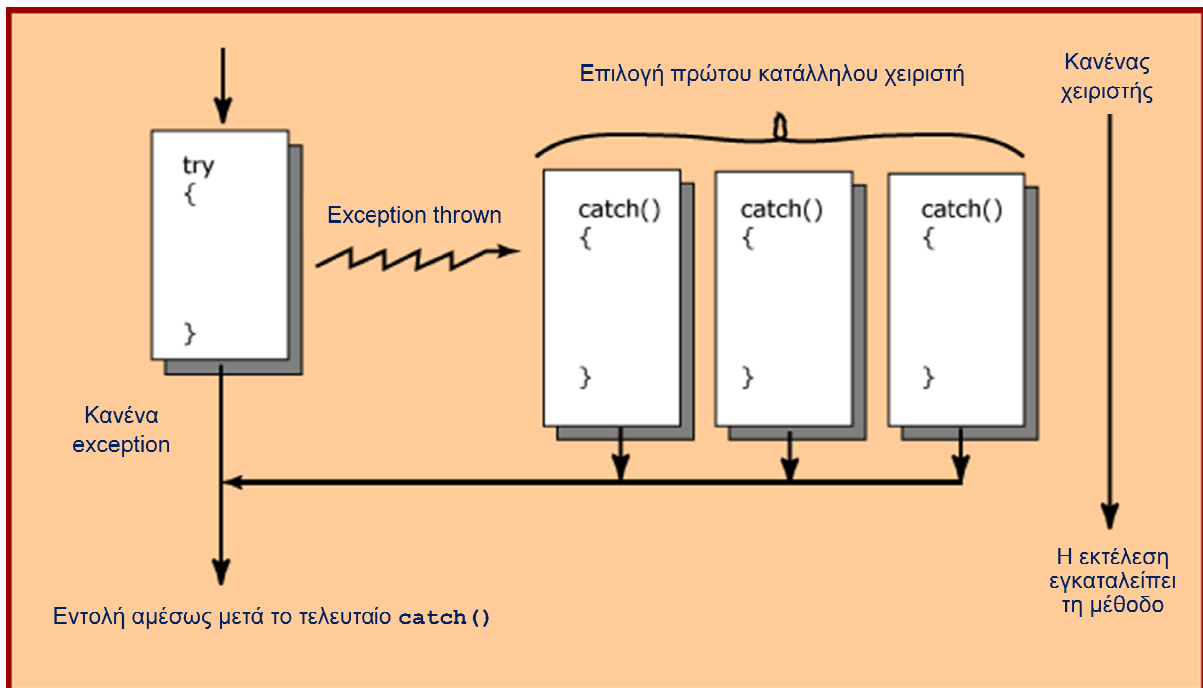 Επιλογή πρώτου κατάλληλου χειριστή
Κανένας
χειριστής
try
{
}
Exception thrown
catch()
{
}
catch()
{
}
catch()
{
}
Κανένα
exception
Εντολή αμέσως μετά το τελευταίο catch()
Η εκτέλεση
εγκαταλείπει
τη μέθοδο